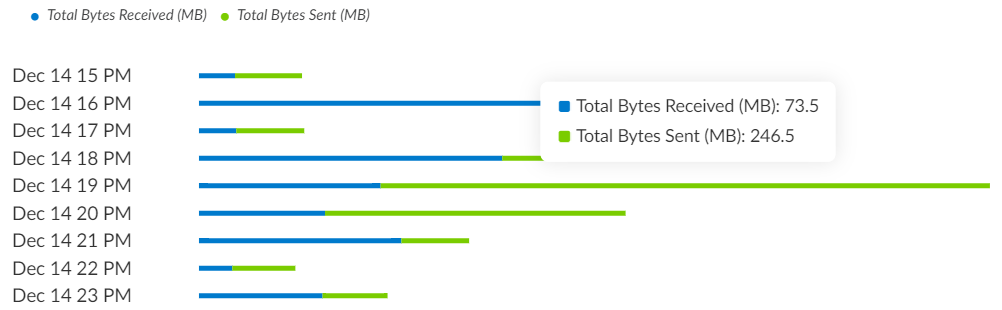 Total Bytes Received (MB) Total Bytes Sent (MB)
Dec 14 15 PM
Dec 14 16 PM
Total Bytes Received (MB): 73.5
Dec 14 17 PM
Total Bytes Sent (MB): 246.5
Dec 14 18 PM
Dec 14 19 PM
Dec 14 20 PM
Dec 14 21 PM
Dec 14 22 PM
Dec 14 23 PM